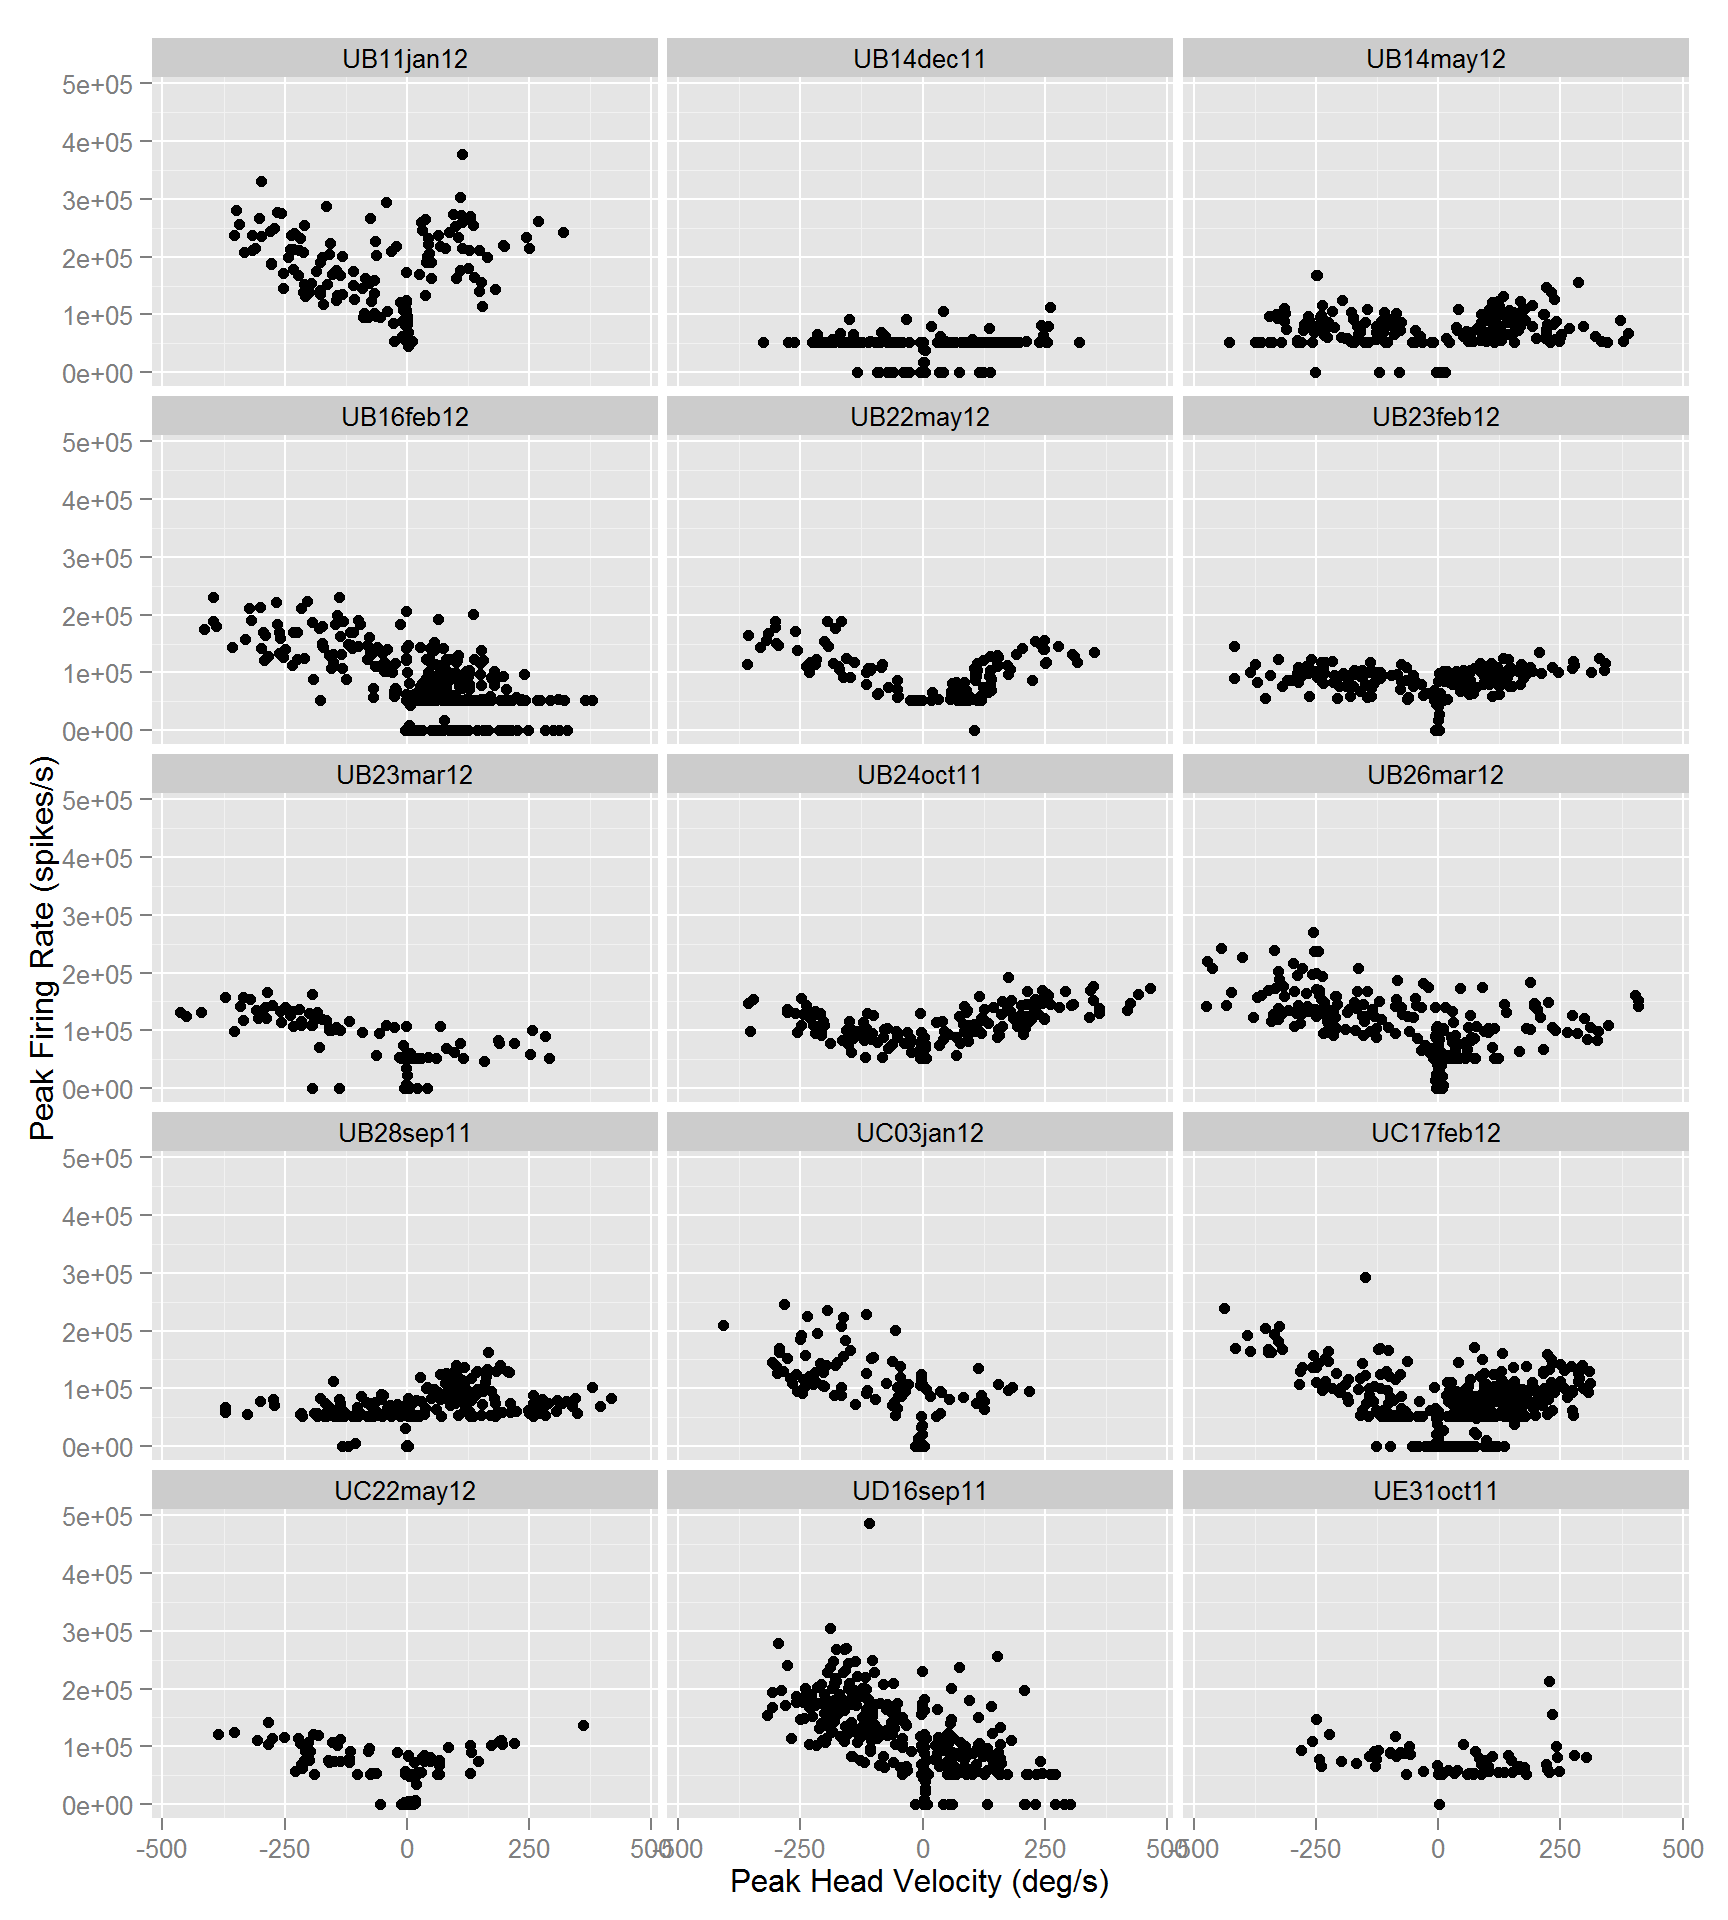 UB11jan12 UB14dec11 UB14may12
5e+05
4e+05
3e+05
2e+05
1e+05
0e+00
UB16feb12 UB22may12 UB23feb12
5e+05
4e+05
3e+05
2e+05
1e+05
0e+00
UB23mar12 UB24oct11 UB26mar12
5e+05
4e+05
3e+05
2e+05
1e+05
0e+00
Peak Firing Rate (spikes/s)
UB28sep11 UC03jan12 UC17feb12
5e+05
4e+05
3e+05
2e+05
1e+05
0e+00
UC22may12 UD16sep11 UE31oct11
5e+05
4e+05
3e+05
2e+05
1e+05
0e+00
-500 -250 0 250 500 -500 -250 0 250 500 -500 -250 0 250 500
Peak Head Velocity (deg/s)